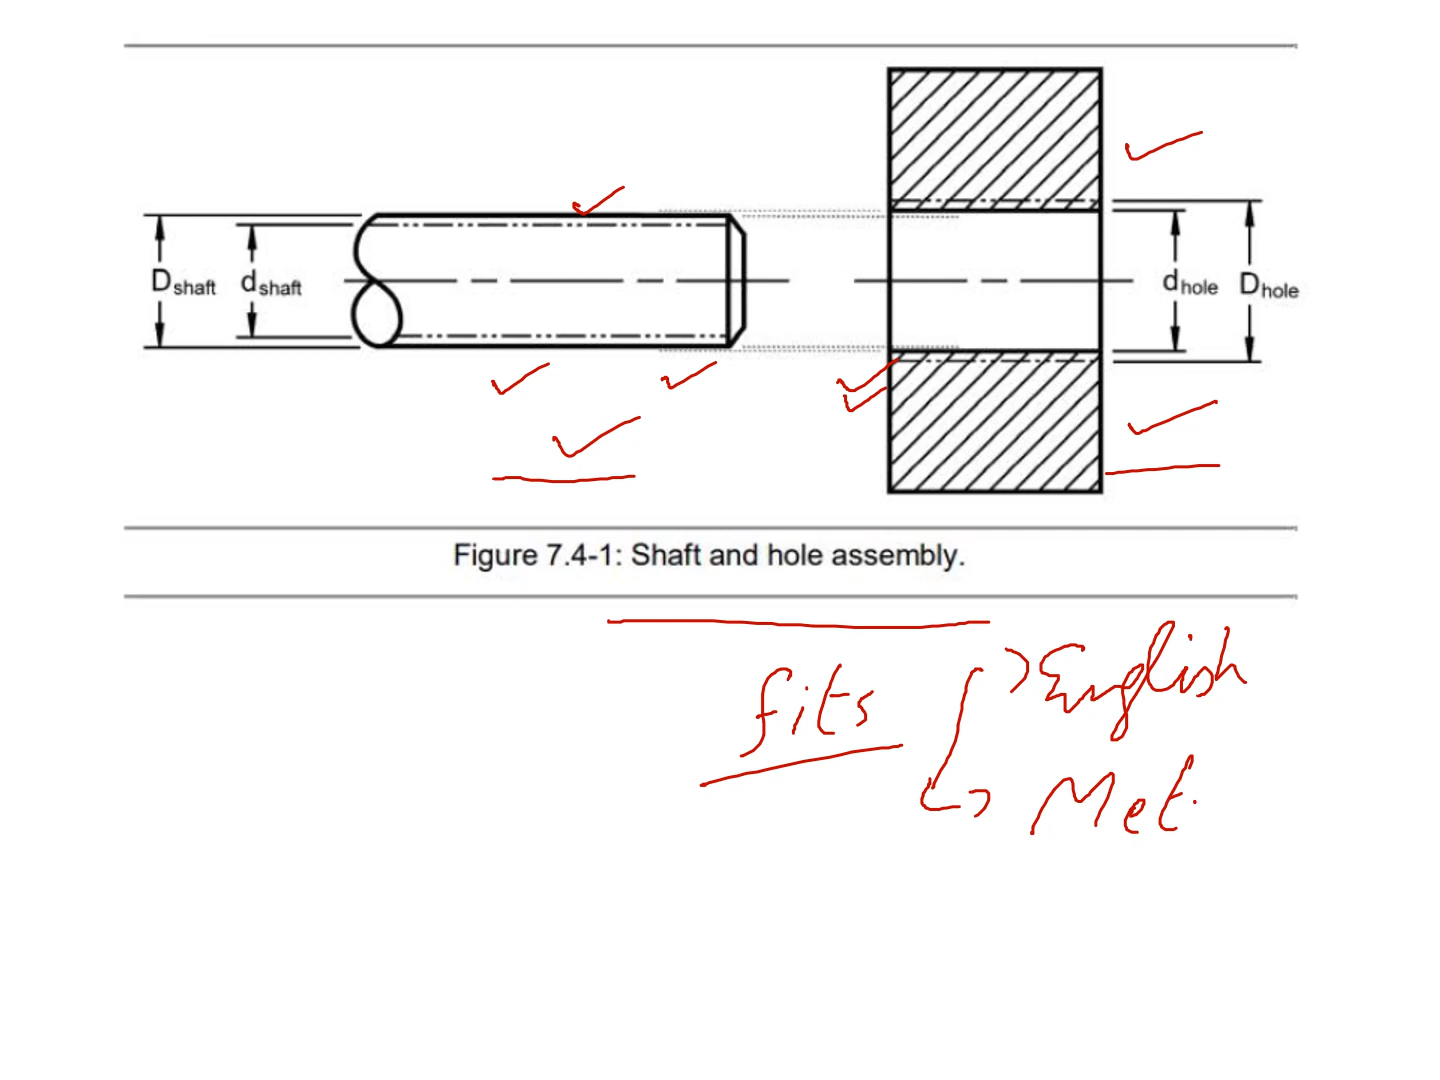 Dshaft dshaft dhole Dhole
Figure 7.4-1: Shaft and hole assembly.
fits
English
Met.